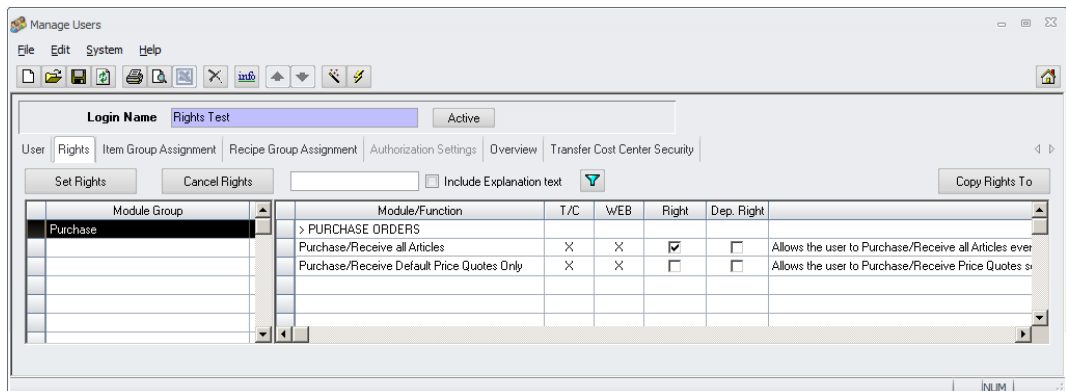 Manage Users
File Edit System Help
info
Login Name Rights Test Active
User Rights Item Group Assignment Recipe Group Assignment Authorization Settings Overview Transfer Cost Center Security
Set Rights Cancel Rights Include Explanation text Copy Rights To
Module Group Module/Function T/C WEB Right Dep. Right
Purchase > PURCHASE ORDERS
Purchase/Receive all Articles X X Allows the user to Purchase/Receive all Articles ever
Purchase/Receive Default Price Quotes Only X X Allows the user to Purchase/Receive Price Quotes s
NUM